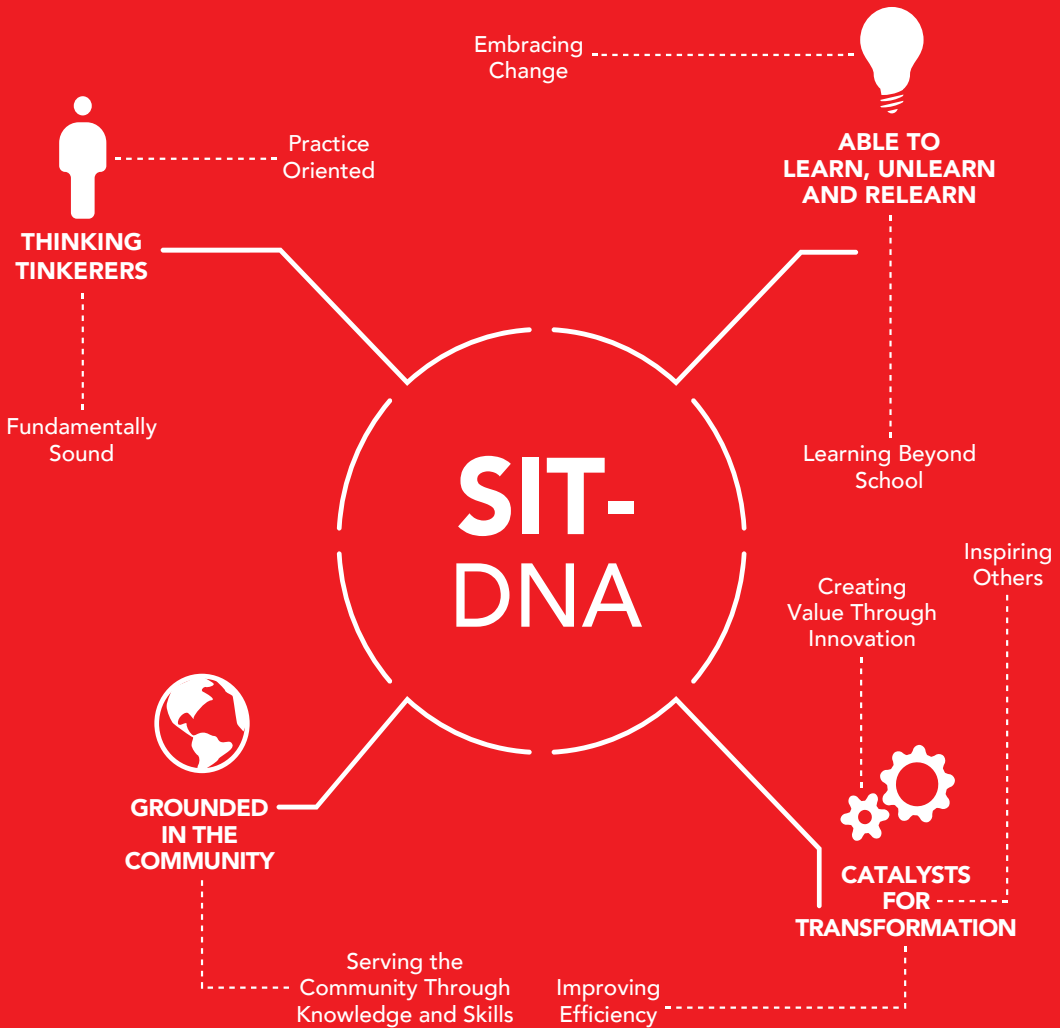 Embracing
Change
ABLE TO
LEARN, UNLEARN
AND RELEARN
Practice
Oriented
THINKING
TINKERERS
Fundamentally
Sound
Learning Beyond
School
SIT-
DNA
Inspiring
Others
Creating
Value Through
Innovation
GROUNDED
IN THE
COMMUNITY
CATALYSTS
FOR
TRANSFORMATION
Serving the
Community Through
Knowledge and Skills
Improving
Efficiency